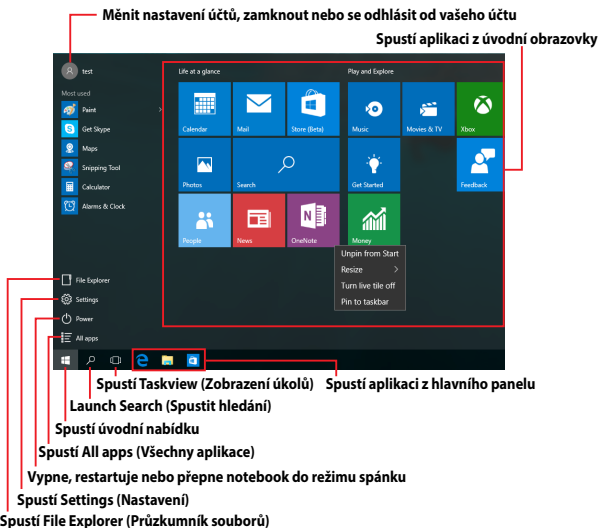 Měnit nastavení účtů, zamknout nebo se odhlásit od vašeho účtu
Spustí aplikaci z úvodní obrazovky
test
Life at a glance
Play and Explore
Most used
Paint
Get Skype
Maps
Snipping Tool
Calculator
Alarms & Clock
Calendar
Mail
Store (Beta)
Music
Movies & TV
Xbox
Photos
Search
Get Started
Feedback
People
News
OneNote
Money
Unpin from Start
Resize
Turn live tile off
Pin to taskbar
File Explorer
Settings
Power
All apps
Spustí Taskview (Zobrazení úkolů)
Spustí aplikaci z hlavního panelu
Launch Search (Spustit hledání)
Spustí úvodní nabídku
Spustí All apps (Všechny aplikace)
Vypne, restartuje nebo přepne notebook do režimu spánku
Spustí Settings (Nastavení)
Spustí File Explorer (Průzkumník souborů)